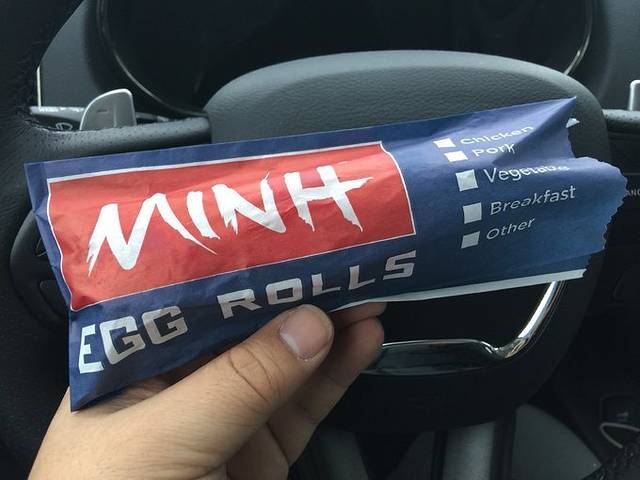 MINH
EGG ROLLS
Chicken
Pork
Vegetable
Breakfast
Other